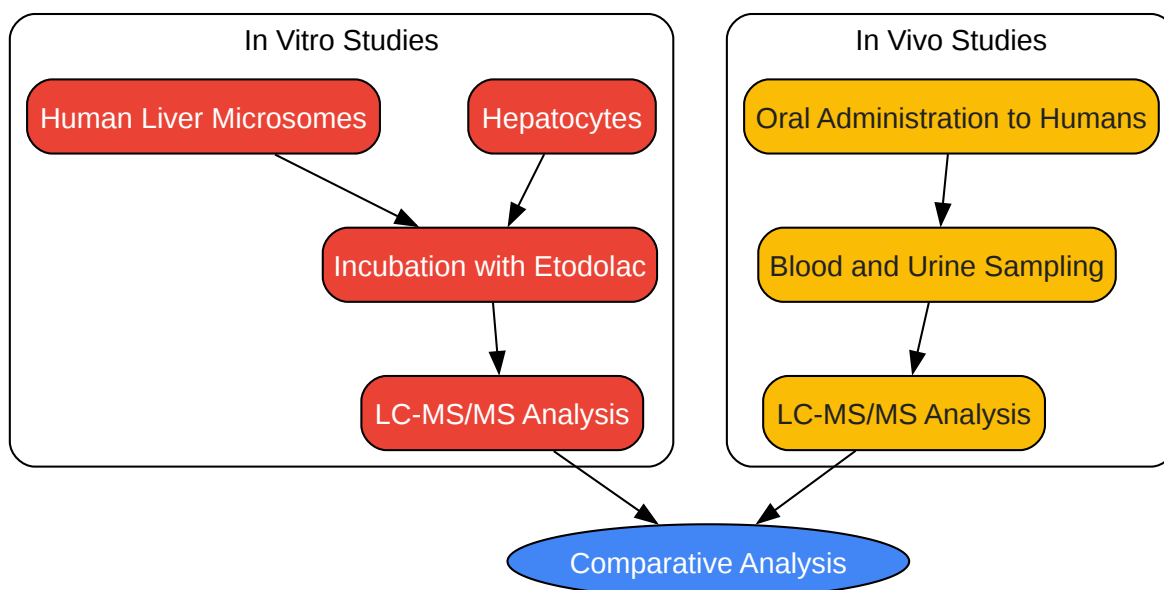 In Vitro Studies
Human Liver Microsomes
Hepatocytes
Incubation with Etodolac
LC-MS/MS Analysis
In Vivo Studies
Oral Administration to Humans
Blood and Urine Sampling
LC-MS/MS Analysis
Comparative Analysis